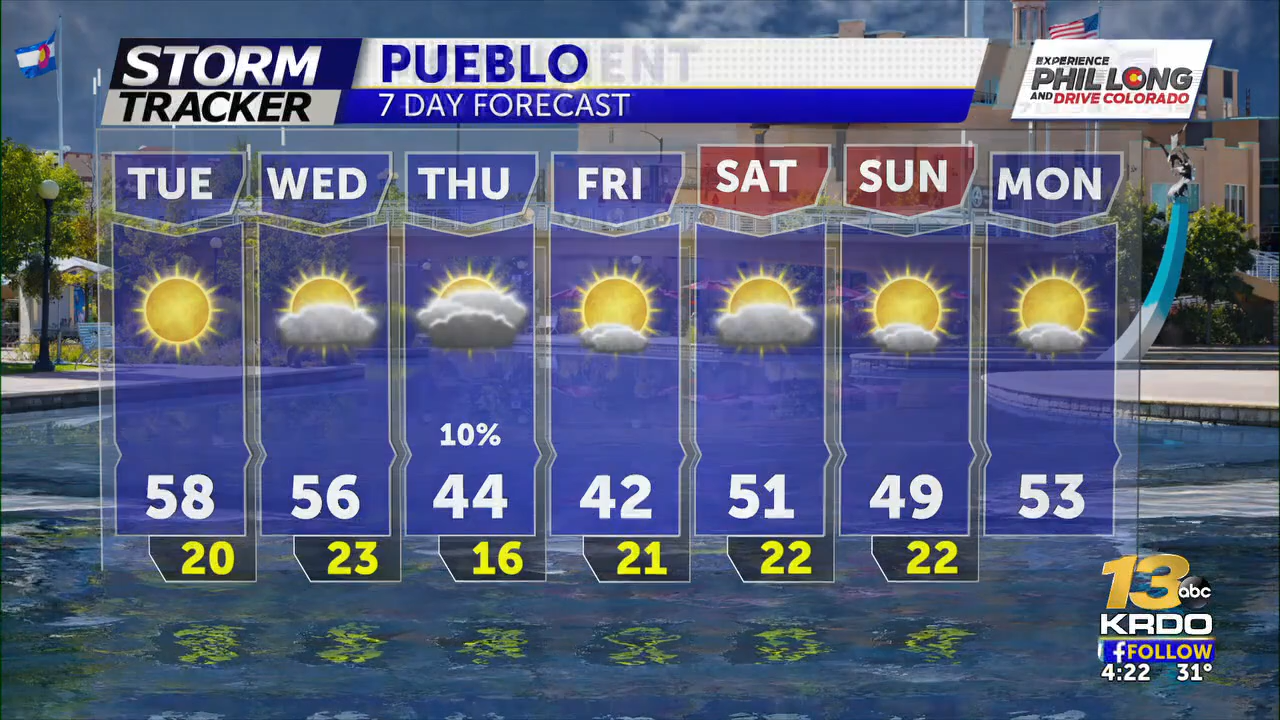 STORM
TRACKER
PUEBLO
7 DAY FORECAST
EXPERIENCE
PHIL LONG
AND DRIVE COLORADO
TUE WED THU FRI SAT SUN MON
10%
58 56 44 42 51 49 53
20 23 16 21 22 22
13 abc
KRDO
f FOLLOW
4:22 31°